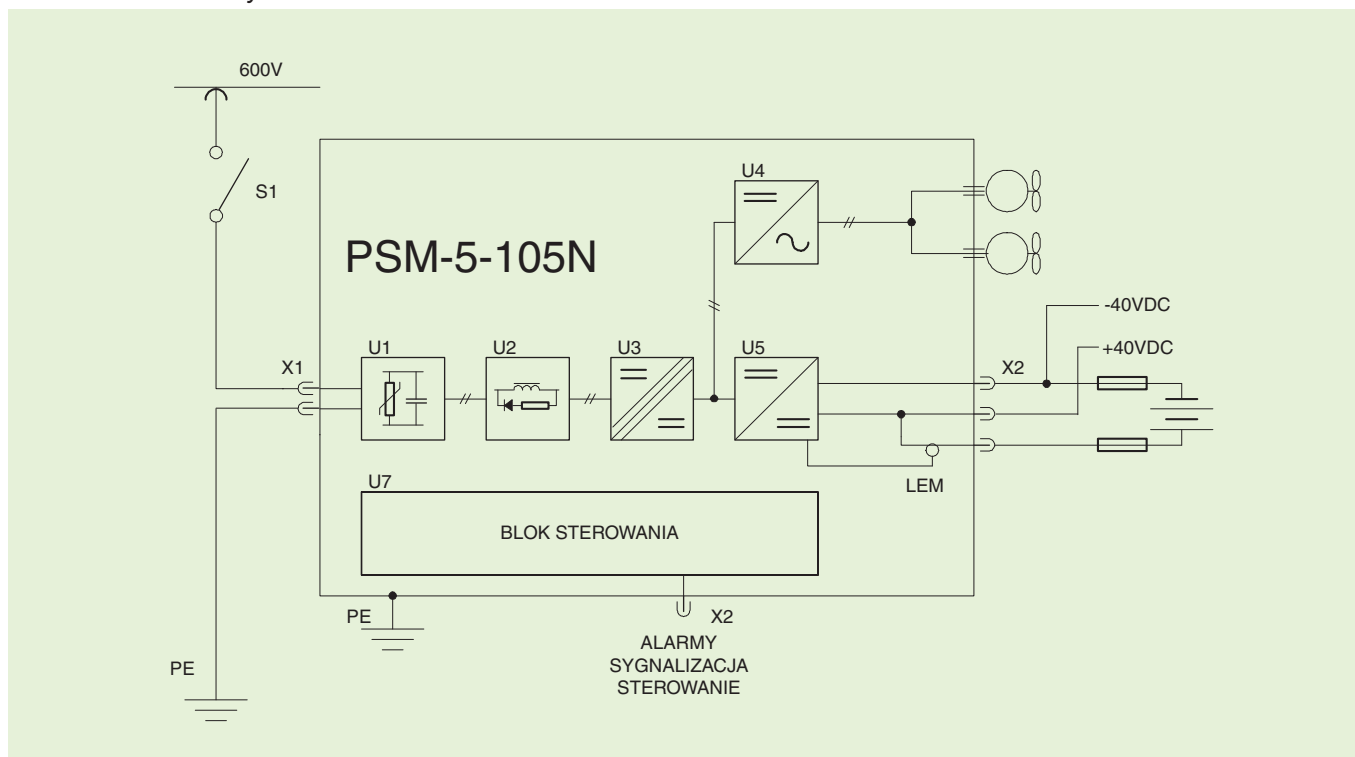 600V
S1
U4
PSM-5-105N
-40VDC
+40VDC
X1
U1
U2
U3
U5
X2
LEM
U7
BLOK STEROWANIA
PE
X2
ALARMY
SYGNALIZACJA
STEROWANIE
PE